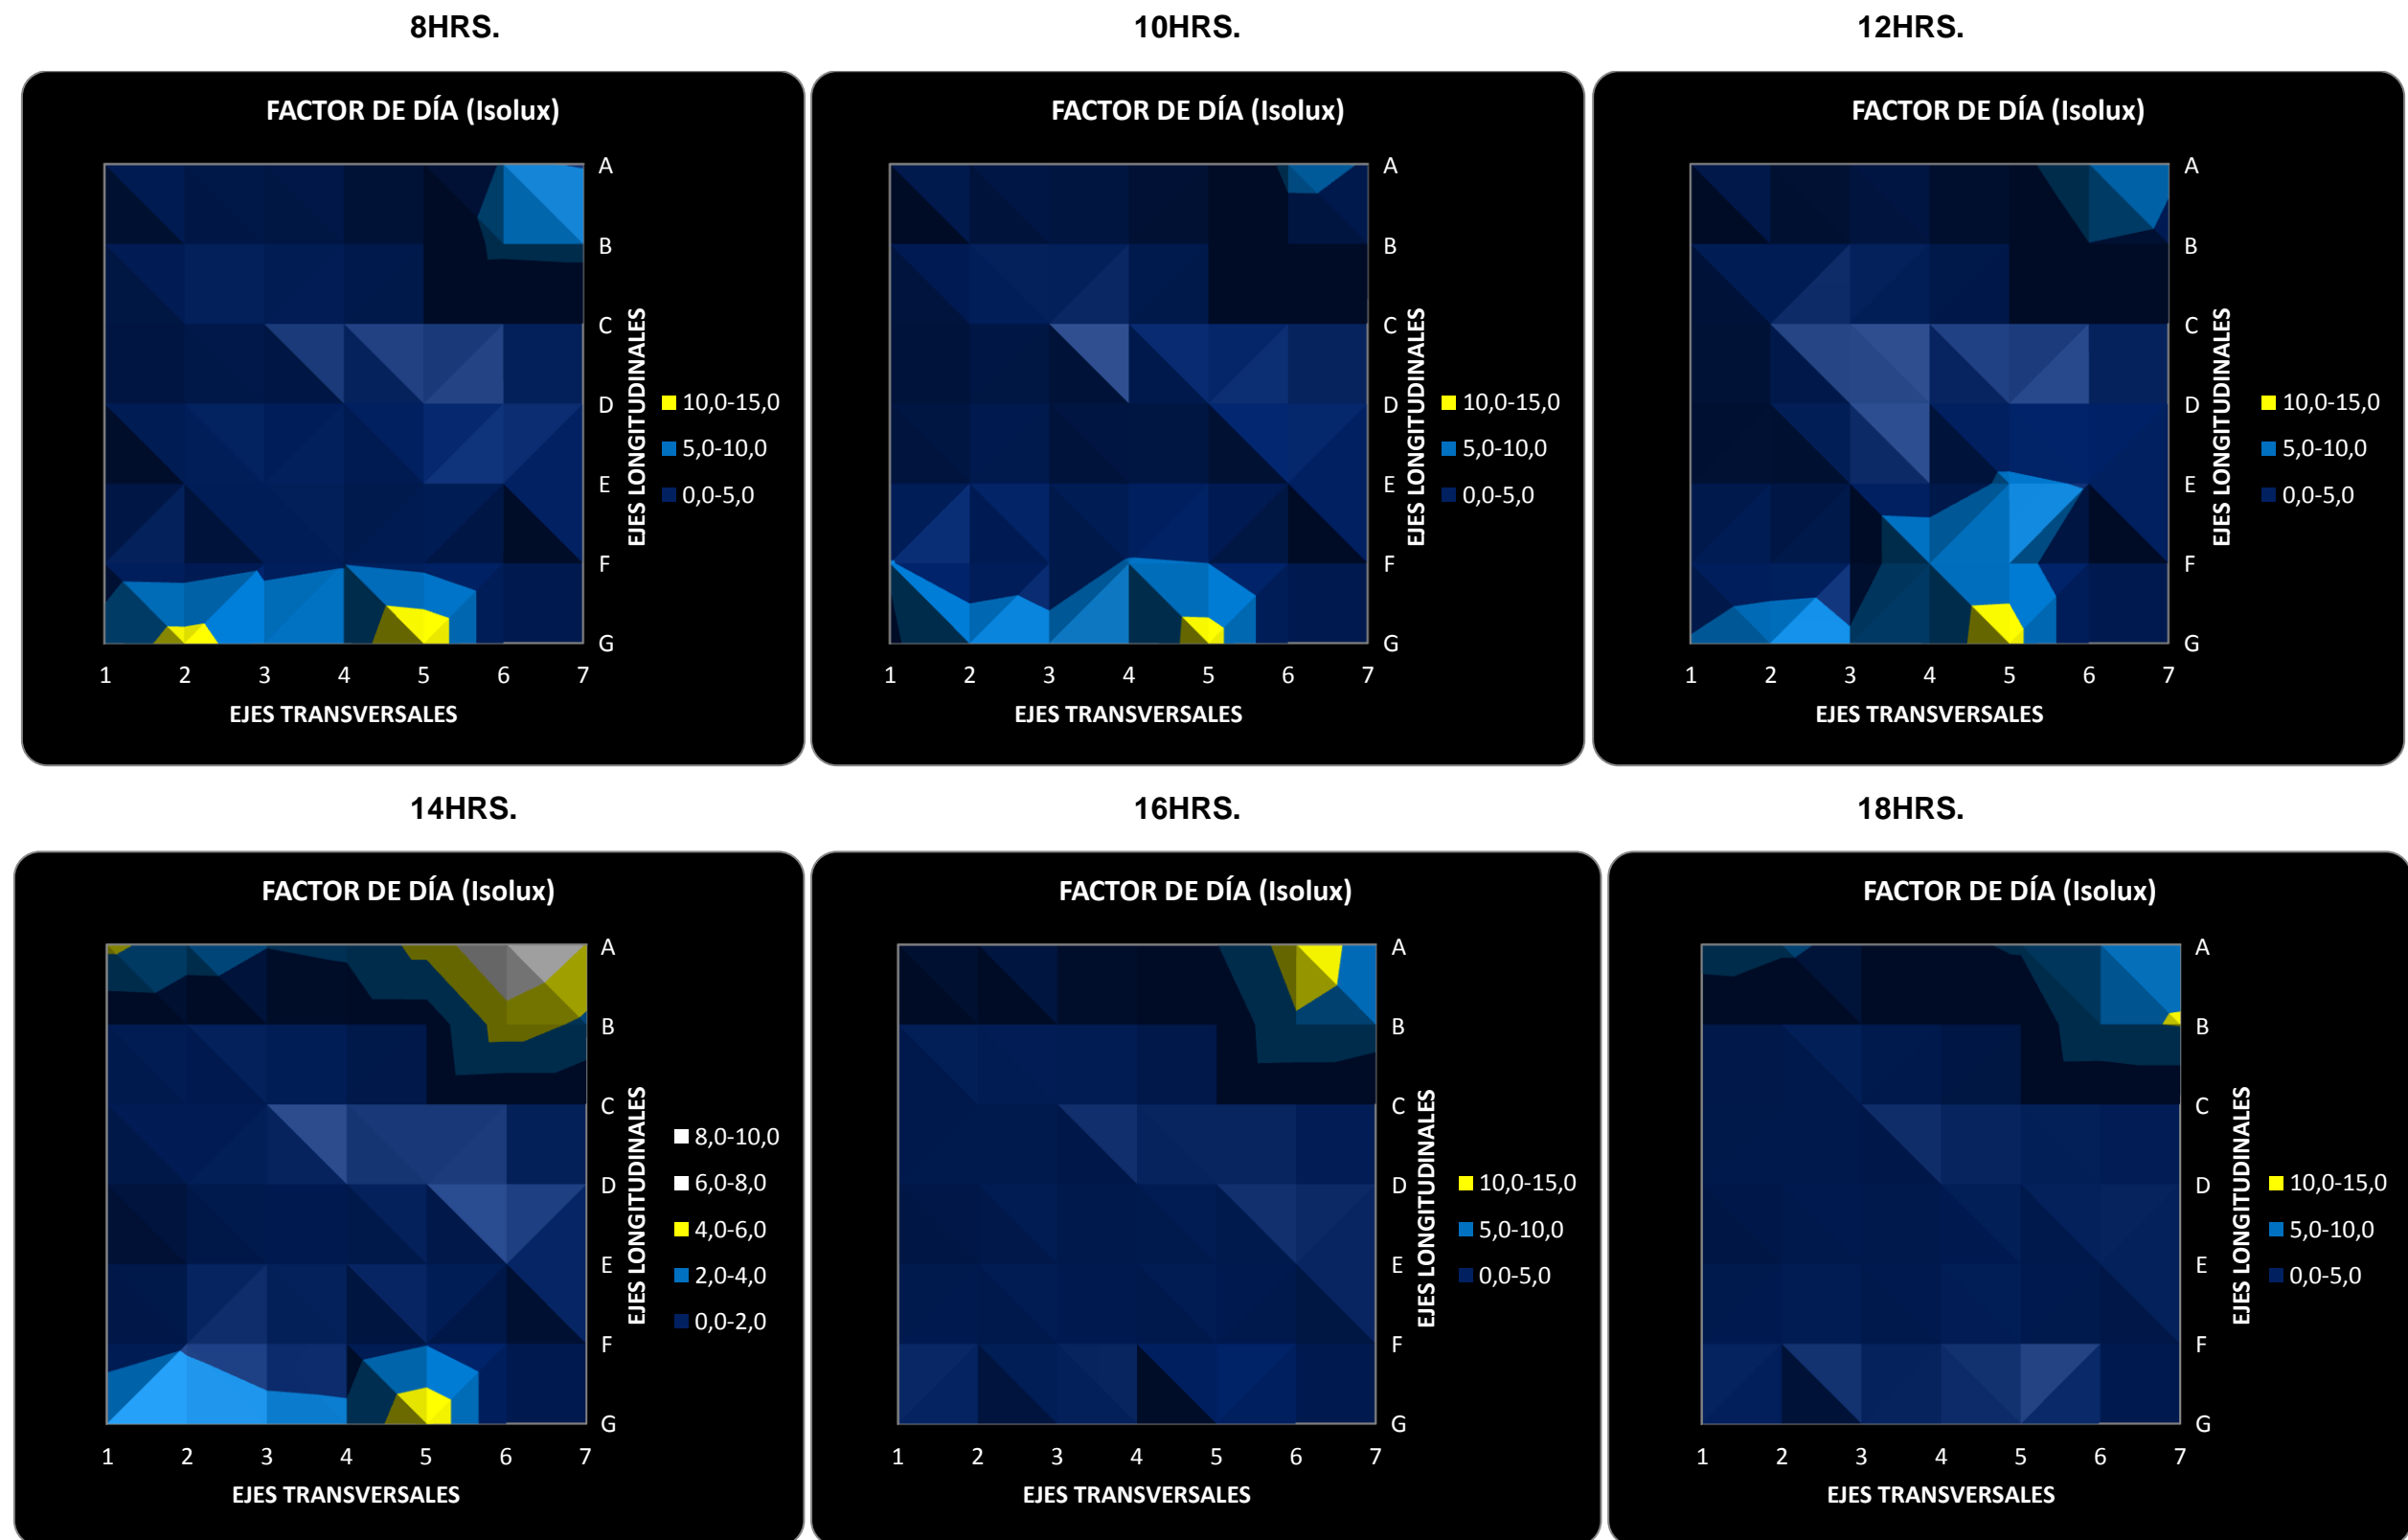 8HRS.
10HRS.
12HRS.
FACTOR DE DÍA (Isolux)
A
B
C
D
E
F
G
EJES LONGITUDINALES
10,0-15,0
5,0-10,0
0,0-5,0
1 2 3 4 5 6 7
EJES TRANSVERSALES
FACTOR DE DÍA (Isolux)
A
B
C
D
E
F
G
EJES LONGITUDINALES
10,0-15,0
5,0-10,0
0,0-5,0
1 2 3 4 5 6 7
EJES TRANSVERSALES
FACTOR DE DÍA (Isolux)
A
B
C
D
E
F
G
EJES LONGITUDINALES
10,0-15,0
5,0-10,0
0,0-5,0
1 2 3 4 5 6 7
EJES TRANSVERSALES
14HRS.
16HRS.
18HRS.
FACTOR DE DÍA (Isolux)
A
B
C
D
E
F
G
EJES LONGITUDINALES
8,0-10,0
6,0-8,0
4,0-6,0
2,0-4,0
0,0-2,0
1 2 3 4 5 6 7
EJES TRANSVERSALES
FACTOR DE DÍA (Isolux)
A
B
C
D
E
F
G
EJES LONGITUDINALES
10,0-15,0
5,0-10,0
0,0-5,0
1 2 3 4 5 6 7
EJES TRANSVERSALES
FACTOR DE DÍA (Isolux)
A
B
C
D
E
F
G
EJES LONGITUDINALES
10,0-15,0
5,0-10,0
0,0-5,0
1 2 3 4 5 6 7
EJES TRANSVERSALES